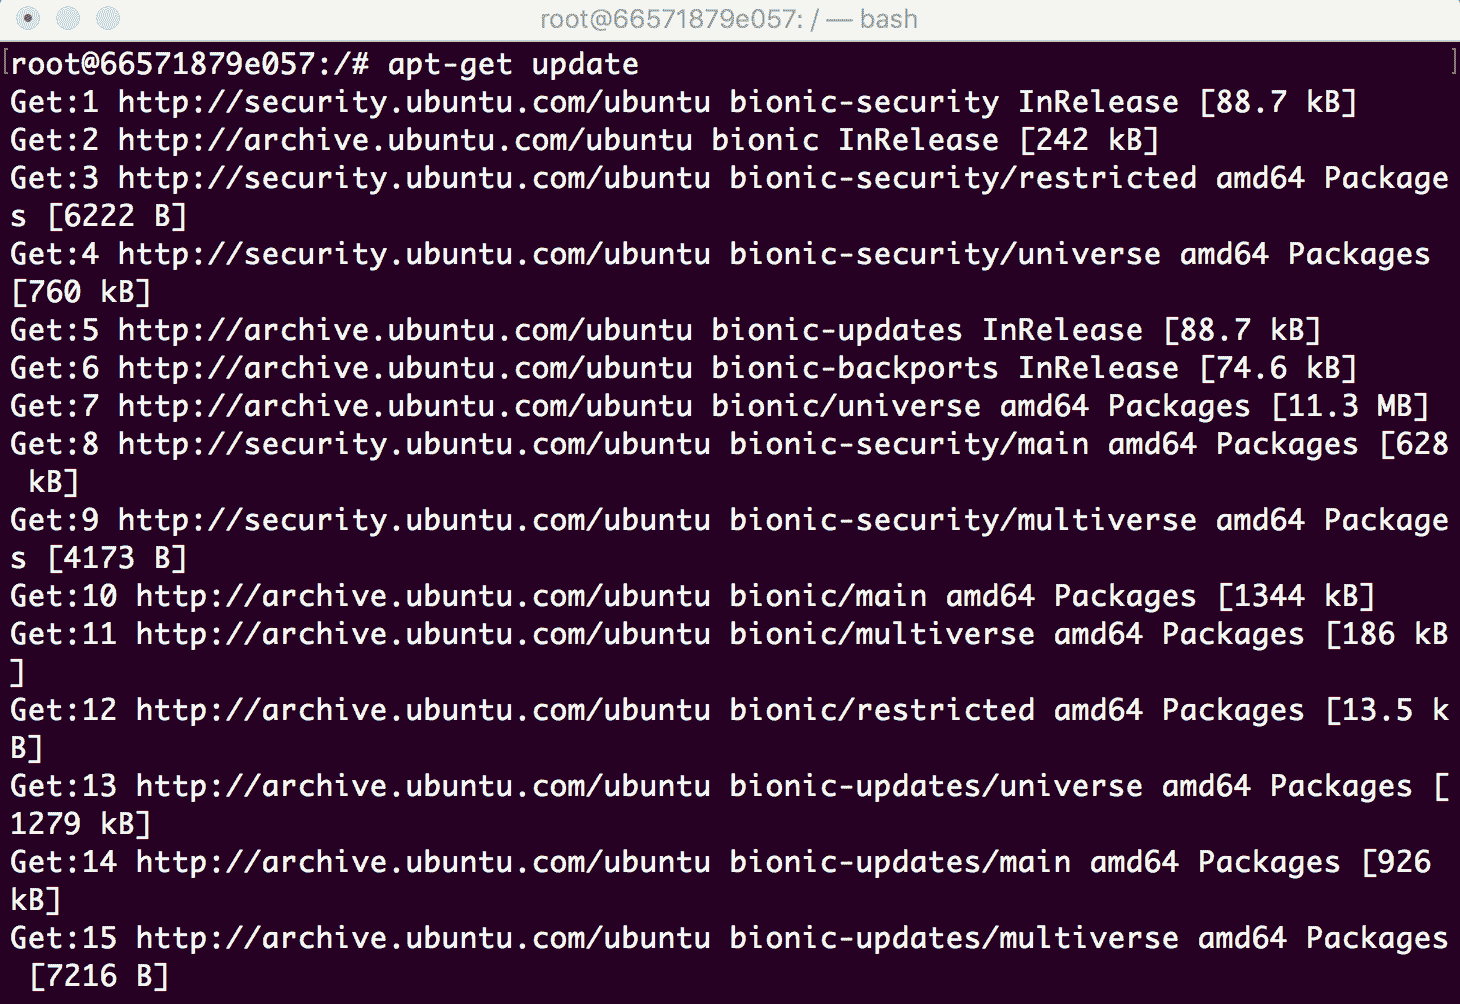 root@66571879e057: / — bash
[root@66571879e057:/# apt-get update ]
Get:1 http://security.ubuntu.com/ubuntu bionic-security InRelease [88.7 kB]
Get:2 http://archive.ubuntu.com/ubuntu bionic InRelease [242 kB]
Get:3 http://security.ubuntu.com/ubuntu bionic-security/restricted amd64 Package
s [6222 B]
Get:4 http://security.ubuntu.com/ubuntu bionic-security/universe amd64 Packages
[760 kB]
Get:5 http://archive.ubuntu.com/ubuntu bionic-updates InRelease [88.7 kB]
Get:6 http://archive.ubuntu.com/ubuntu bionic-backports InRelease [74.6 kB]
Get:7 http://archive.ubuntu.com/ubuntu bionic/universe amd64 Packages [11.3 MB]
Get:8 http://security.ubuntu.com/ubuntu bionic-security/main amd64 Packages [628
 kB]
Get:9 http://security.ubuntu.com/ubuntu bionic-security/multiverse amd64 Package
s [4173 B]
Get:10 http://archive.ubuntu.com/ubuntu bionic/main amd64 Packages [1344 kB]
Get:11 http://archive.ubuntu.com/ubuntu bionic/multiverse amd64 Packages [186 kB
]
Get:12 http://archive.ubuntu.com/ubuntu bionic/restricted amd64 Packages [13.5 k
B]
Get:13 http://archive.ubuntu.com/ubuntu bionic-updates/universe amd64 Packages [
1279 kB]
Get:14 http://archive.ubuntu.com/ubuntu bionic-updates/main amd64 Packages [926
kB]
Get:15 http://archive.ubuntu.com/ubuntu bionic-updates/multiverse amd64 Packages
 [7216 B]